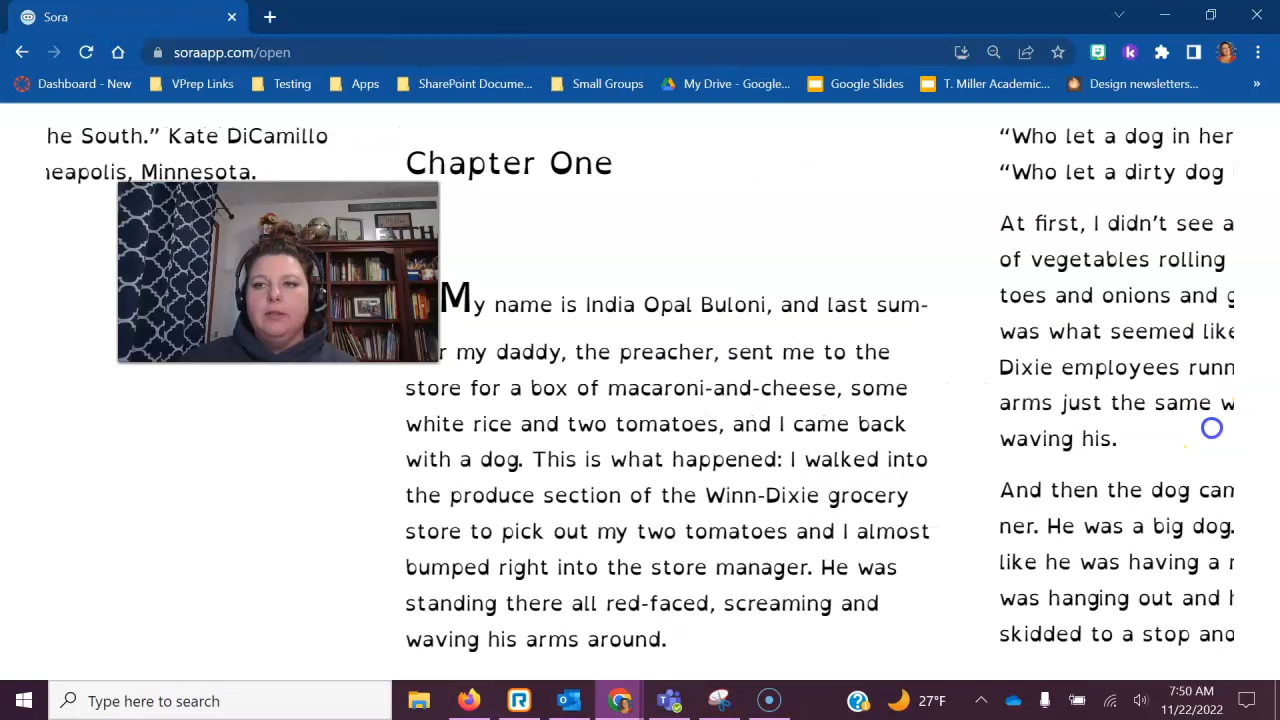 Sora
soraapp.com/open
Dashboard - New
VPrep Links
Testing
Apps
SharePoint Docume...
Small Groups
My Drive - Google...
Google Slides
T. Miller Academic...
Design newsletters...
»
he South.” Kate DiCamillo
neapolis, Minnesota.
Chapter One
My name is India Opal Buloni, and last sum-
r my daddy, the preacher, sent me to the
store for a box of macaroni-and-cheese, some
white rice and two tomatoes, and I came back
with a dog. This is what happened: I walked into
the produce section of the Winn-Dixie grocery
store to pick out my two tomatoes and I almost
bumped right into the store manager. He was
standing there all red-faced, screaming and
waving his arms around.
“Who let a dog in her
“Who let a dirty dog
At first, I didn’t see a
of vegetables rolling
toes and onions and g
was what seemed like
Dixie employees runn
arms just the same w
waving his.
And then the dog cam
ner. He was a big dog.
like he was having a r
was hanging out and h
skidded to a stop and
FAITH
Type here to search
27°F
7:50 AM
11/22/2022